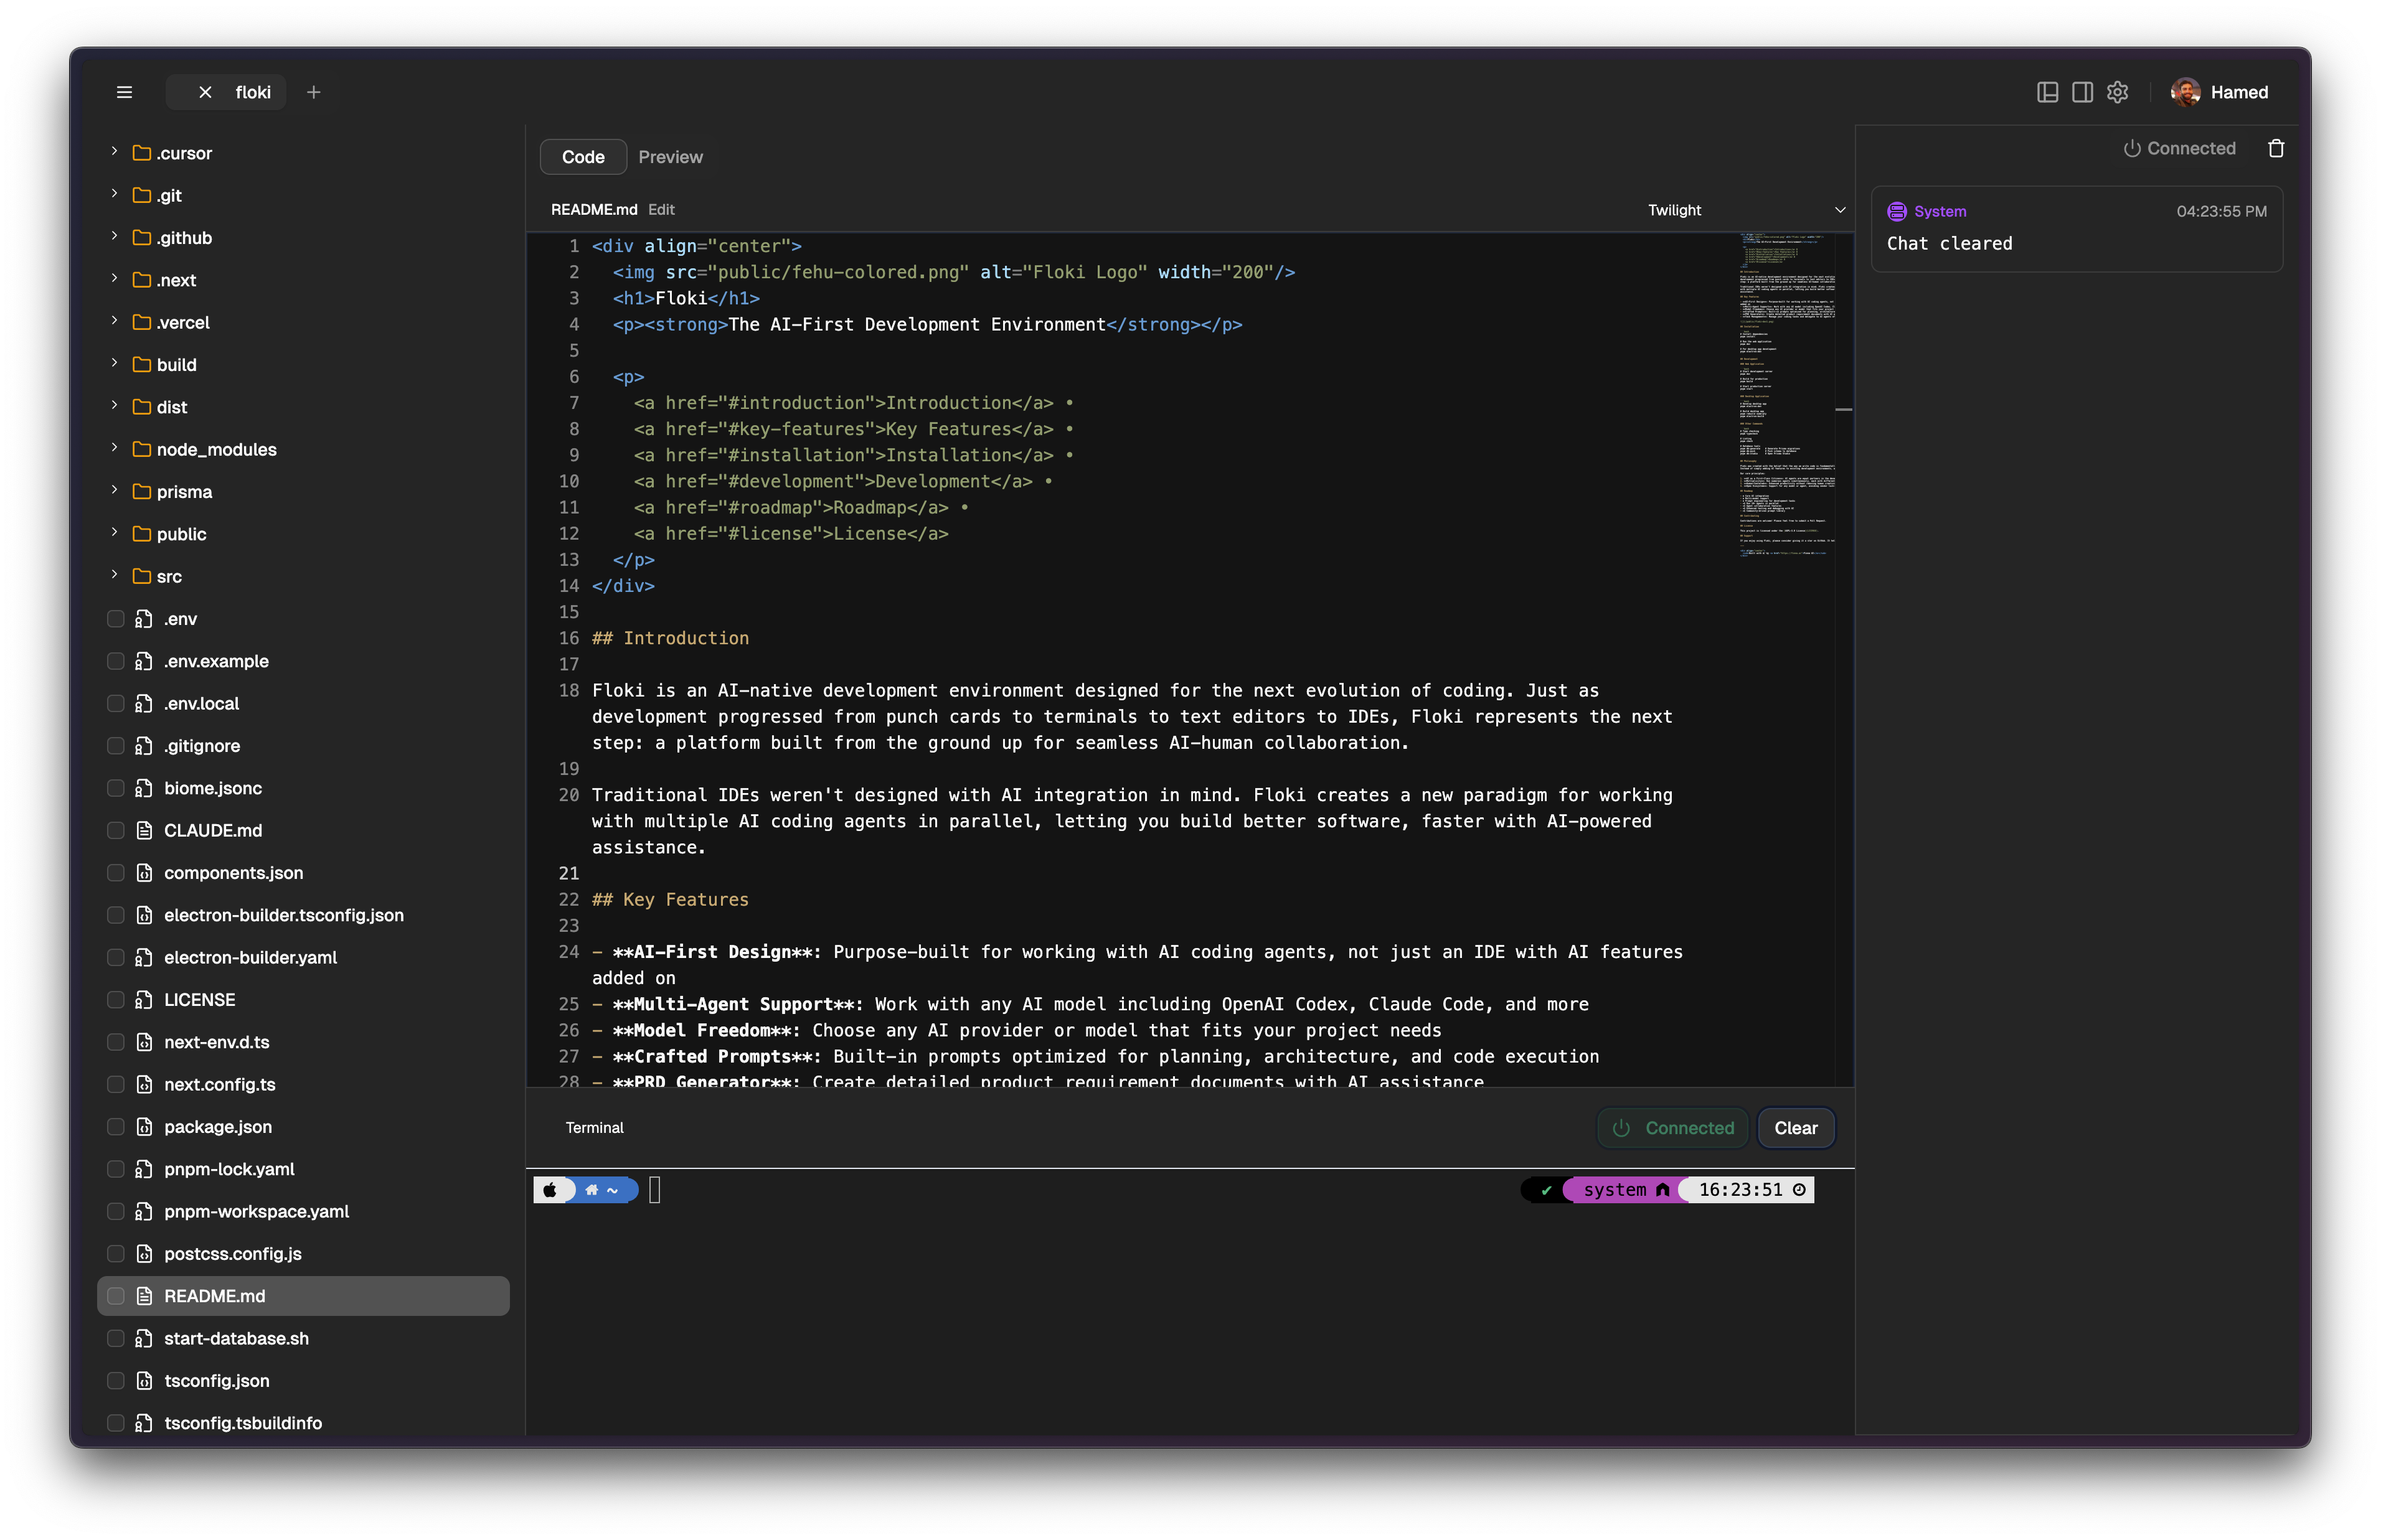 floki
Hamed
.cursor
.git
.github
.next
.vercel
build
dist
node_modules
prisma
public
src
.env
.env.example
.env.local
.gitignore
biome.jsonc
CLAUDE.md
components.json
electron-builder.tsconfig.json
electron-builder.yaml
LICENSE
next-env.d.ts
next.config.ts
package.json
pnpm-lock.yaml
pnpm-workspace.yaml
postcss.config.js
README.md
start-database.sh
tsconfig.json
tsconfig.tsbuildinfo
Code Preview
README.md Edit Twilight
1 <div align="center">
2 <img src="public/fehu-colored.png" alt="Floki Logo" width="200"/>
3 <h1>Floki</h1>
4 <p><strong>The AI-First Development Environment</strong></p>
5
6 <p>
7 <a href="#introduction">Introduction</a> •
8 <a href="#key-features">Key Features</a> •
9 <a href="#installation">Installation</a> •
10 <a href="#development">Development</a> •
11 <a href="#roadmap">Roadmap</a> •
12 <a href="#license">License</a>
13 </p>
14 </div>
15
16 ## Introduction
17
18 Floki is an AI-native development environment designed for the next evolution of coding. Just as
development progressed from punch cards to terminals to text editors to IDEs, Floki represents the next
step: a platform built from the ground up for seamless AI-human collaboration.
19
20 Traditional IDEs weren't designed with AI integration in mind. Floki creates a new paradigm for working
with multiple AI coding agents in parallel, letting you build better software, faster with AI-powered
assistance.
21
22 ## Key Features
23
24 - **AI-First Design**: Purpose-built for working with AI coding agents, not just an IDE with AI features
added on
25 - **Multi-Agent Support**: Work with any AI model including OpenAI Codex, Claude Code, and more
26 - **Model Freedom**: Choose any AI provider or model that fits your project needs
27 - **Crafted Prompts**: Built-in prompts optimized for planning, architecture, and code execution
28 - **PRD Generator**: Create detailed product requirement documents with AI assistance
Terminal Connected Clear
~ ✔ system 16:23:51
Connected
System 04:23:55 PM
Chat cleared